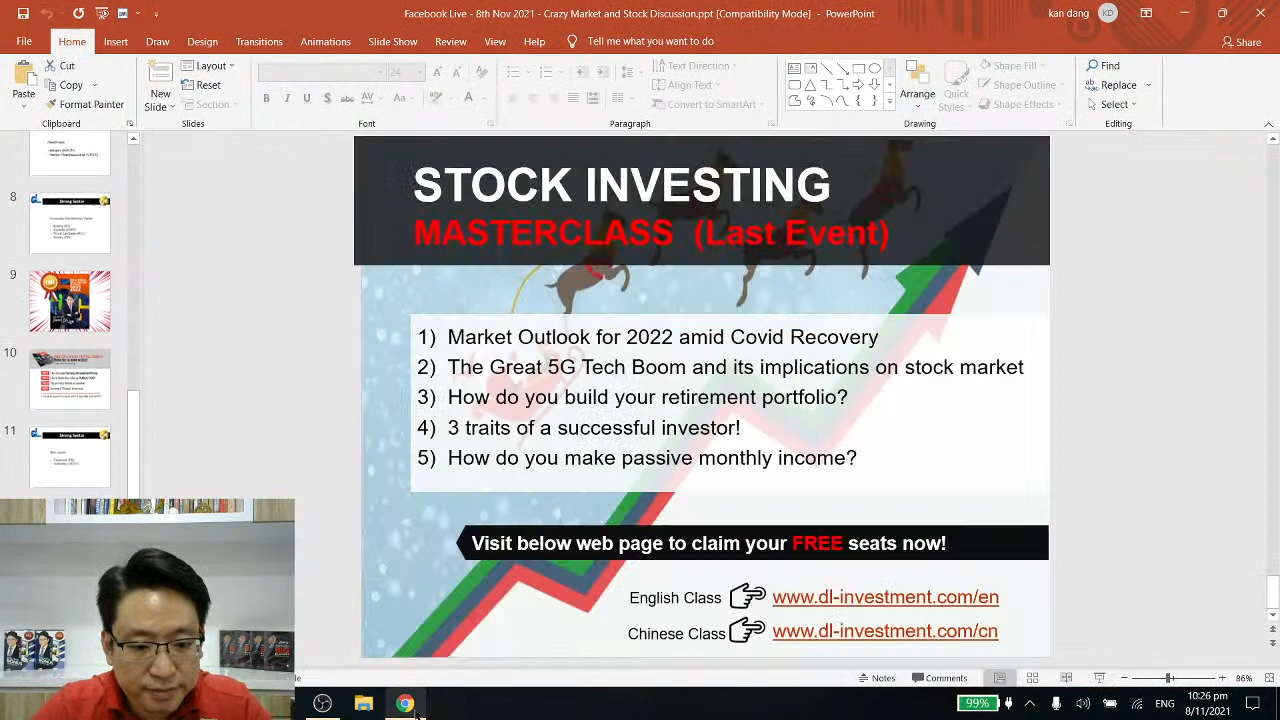 Facebook Live - 8th Nov 2021 - Crazy Market and Stock Discussion.ppt [Compatibility Mode] - PowerPoint
kan dang
KD
File Home Insert Draw Design Transitions Animations Slide Show Review View Help Tell me what you want to do
Share
Paste
Cut
Copy
Format Painter
Clipboard
New
Slide
Layout
Reset
Section
Slides
24
Font
Text Direction
Align Text
Convert to SmartArt
Paragraph
Arrange
Quick
Styles
Shape Fill
Shape Outline
Shape Effects
Drawing
Find
Replace
Select
Editing
8
Strong Sector
9
2022
10
11
Strong Sector
STOCK INVESTING
MASTERCLASS (Last Event)
1) Market Outlook for 2022 amid Covid Recovery
2) The Great 5G Tech Boom and its implications on stock market
3) How do you build your retirement portfolio?
4) 3 traits of a successful investor!
5) How do you make passive monthly income?
Visit below web page to claim your FREE seats now!
English Class www.dl-investment.com/en
Chinese Class www.dl-investment.com/cn
Notes
Comments
86%
99%
ENG
10:26 pm
8/11/2021